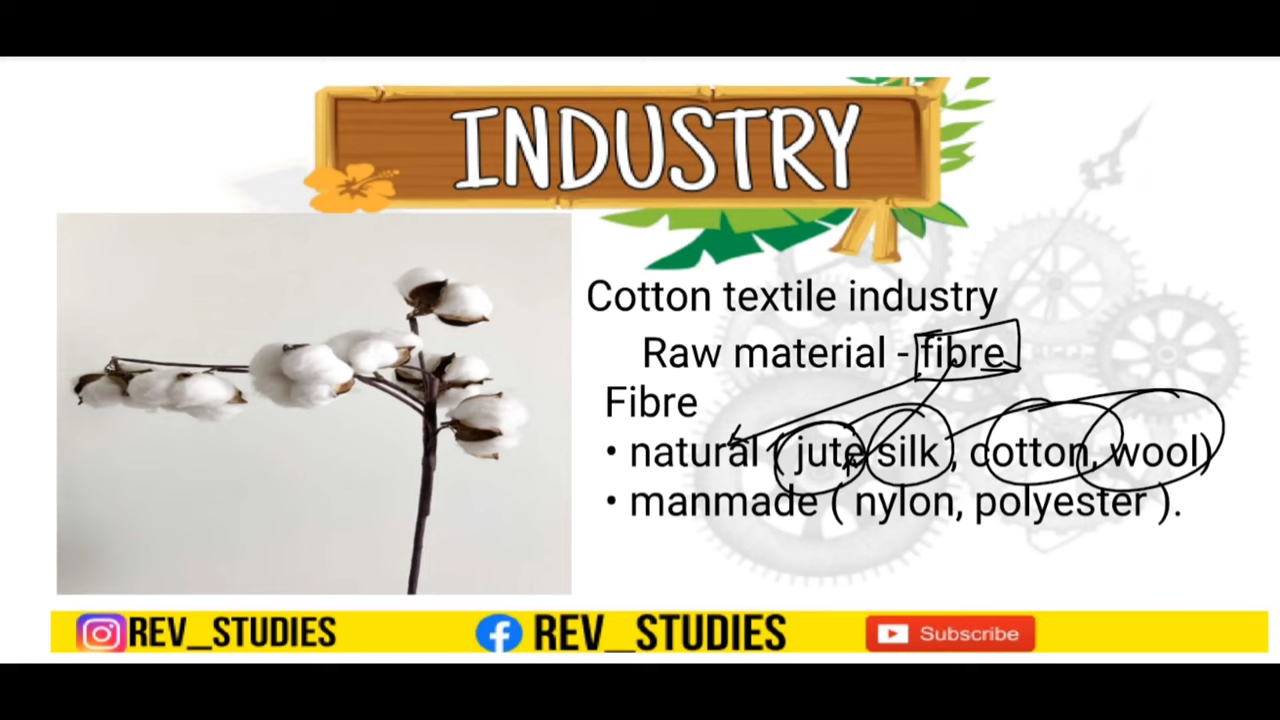 INDUSTRY
Cotton textile industry
Raw material - fibre
Fibre
• natural ( jute, silk , cotton, wool)
• manmade ( nylon, polyester ).
REV_STUDIES REV_STUDIES Subscribe